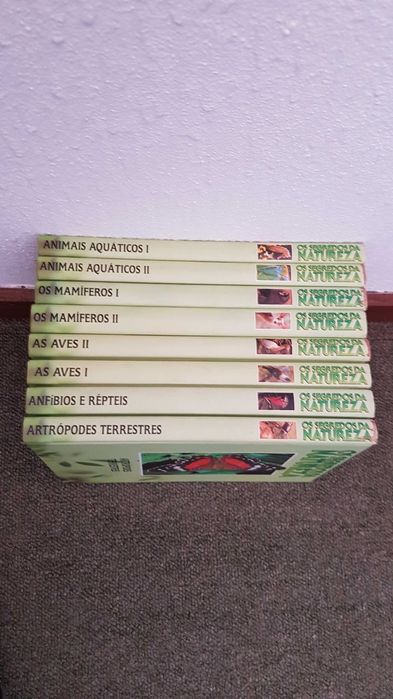 ANIMAIS AQUÁTICOS I
OS SEGREDOS DA
NATUREZA
ANIMAIS AQUÁTICOS II
OS SEGREDOS DA
NATUREZA
OS MAMÍFEROS I
OS SEGREDOS DA
NATUREZA
OS MAMÍFEROS II
OS SEGREDOS DA
NATUREZA
AS AVES II
OS SEGREDOS DA
NATUREZA
AS AVES I
OS SEGREDOS DA
NATUREZA
ANFÍBIOS E RÉPTEIS
OS SEGREDOS DA
NATUREZA
ARTRÓPODES TERRESTRES
OS SEGREDOS DA
NATUREZA